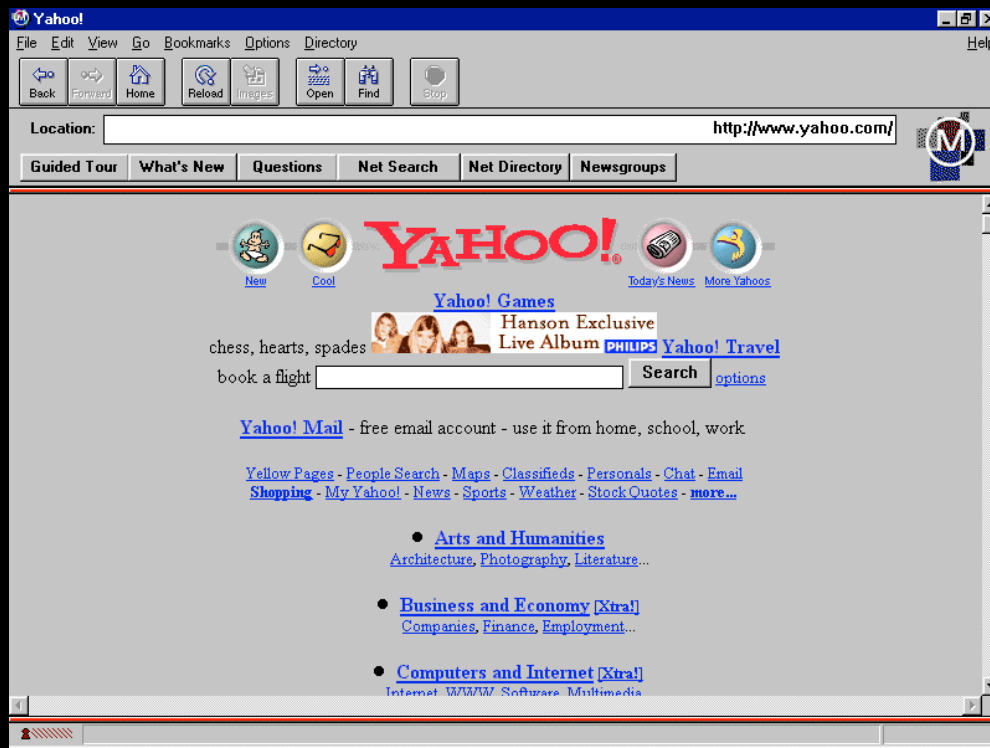 Yahoo!
File Edit View Go Bookmarks Options Directory Help
Back Forward Home Reload Images Open Find Stop
Location: http://www.yahoo.com/
M
Guided Tour What's New Questions Net Search Net Directory Newsgroups
YAHOO!®
New Cool Today's News More Yahoos
Yahoo! Games
Hanson Exclusive
chess, hearts, spades Live Album PHILIPS Yahoo! Travel
book a flight Search options
Yahoo! Mail - free email account - use it from home, school, work
Yellow Pages - People Search - Maps - Classifieds - Personals - Chat - Email
Shopping - My Yahoo! - News - Sports - Weather - Stock Quotes - more...
Arts and Humanities
Architecture, Photography, Literature...
Business and Economy [Xtra!]
Companies, Finance, Employment...
Computers and Internet [Xtra!]
Internet, WWW, Software, Multimedia